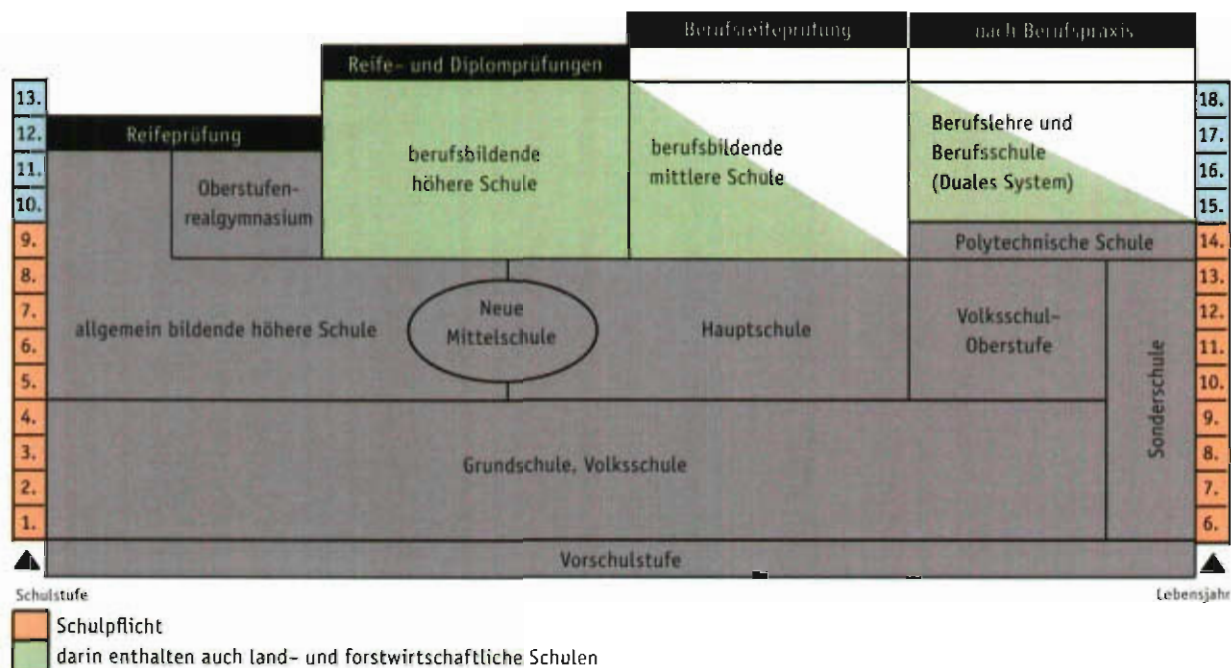 Berufsreifeprüfung
nach Berufspraxis
Reife- und Diplomprüfungen
13.
18.
12.
Reifeprüfung
berufsbildende
höhere Schule
berufsbildende
mittlere Schule
Berufslehre und
Berufsschule
(Duales System)
17.
11.
Oberstufen-
realgymnasium
16.
10.
15.
9.
Polytechnische Schule
14.
8.
13.
7.
allgemein bildende höhere Schule
Neue
Mittelschule
Hauptschule
Volksschul-
Oberstufe
12.
6.
11.
5.
10.
Sonderschule
4.
9.
3.
Grundschule, Volksschule
8.
2.
7.
1.
6.
Vorschulstufe
Schulstufe
Lebensjahr
Schulpflicht
darin enthalten auch land- und forstwirtschaftliche Schulen